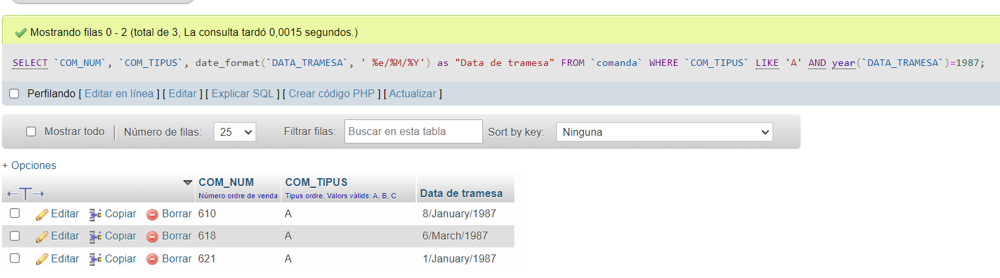 Mostrando filas 0 - 2 (total de 3, La consulta tardó 0,0015 segundos.)
SELECT `COM_NUM`, `COM_TIPUS`, date_format(`DATA_TRAMESA`, ' %e/%M/%Y') as "Data de tramesa" FROM `comanda` WHERE `COM_TIPUS` LIKE 'A' AND year(`DATA_TRAMESA`)=1987;
Perfilando [ Editar en línea ] [ Editar ] [ Explicar SQL ] [ Crear código PHP ] [ Actualizar ]
Mostrar todo Número de filas: 25 Filtrar filas: Buscar en esta tabla Sort by key: Ninguna
+ Opciones
←T→ COM_NUM COM_TIPUS Data de tramesa
Número ordre de venda Tipus ordre. Valors vàlids: A, B, C
Editar Copiar Borrar 610 A 8/January/1987
Editar Copiar Borrar 618 A 6/March/1987
Editar Copiar Borrar 621 A 1/January/1987